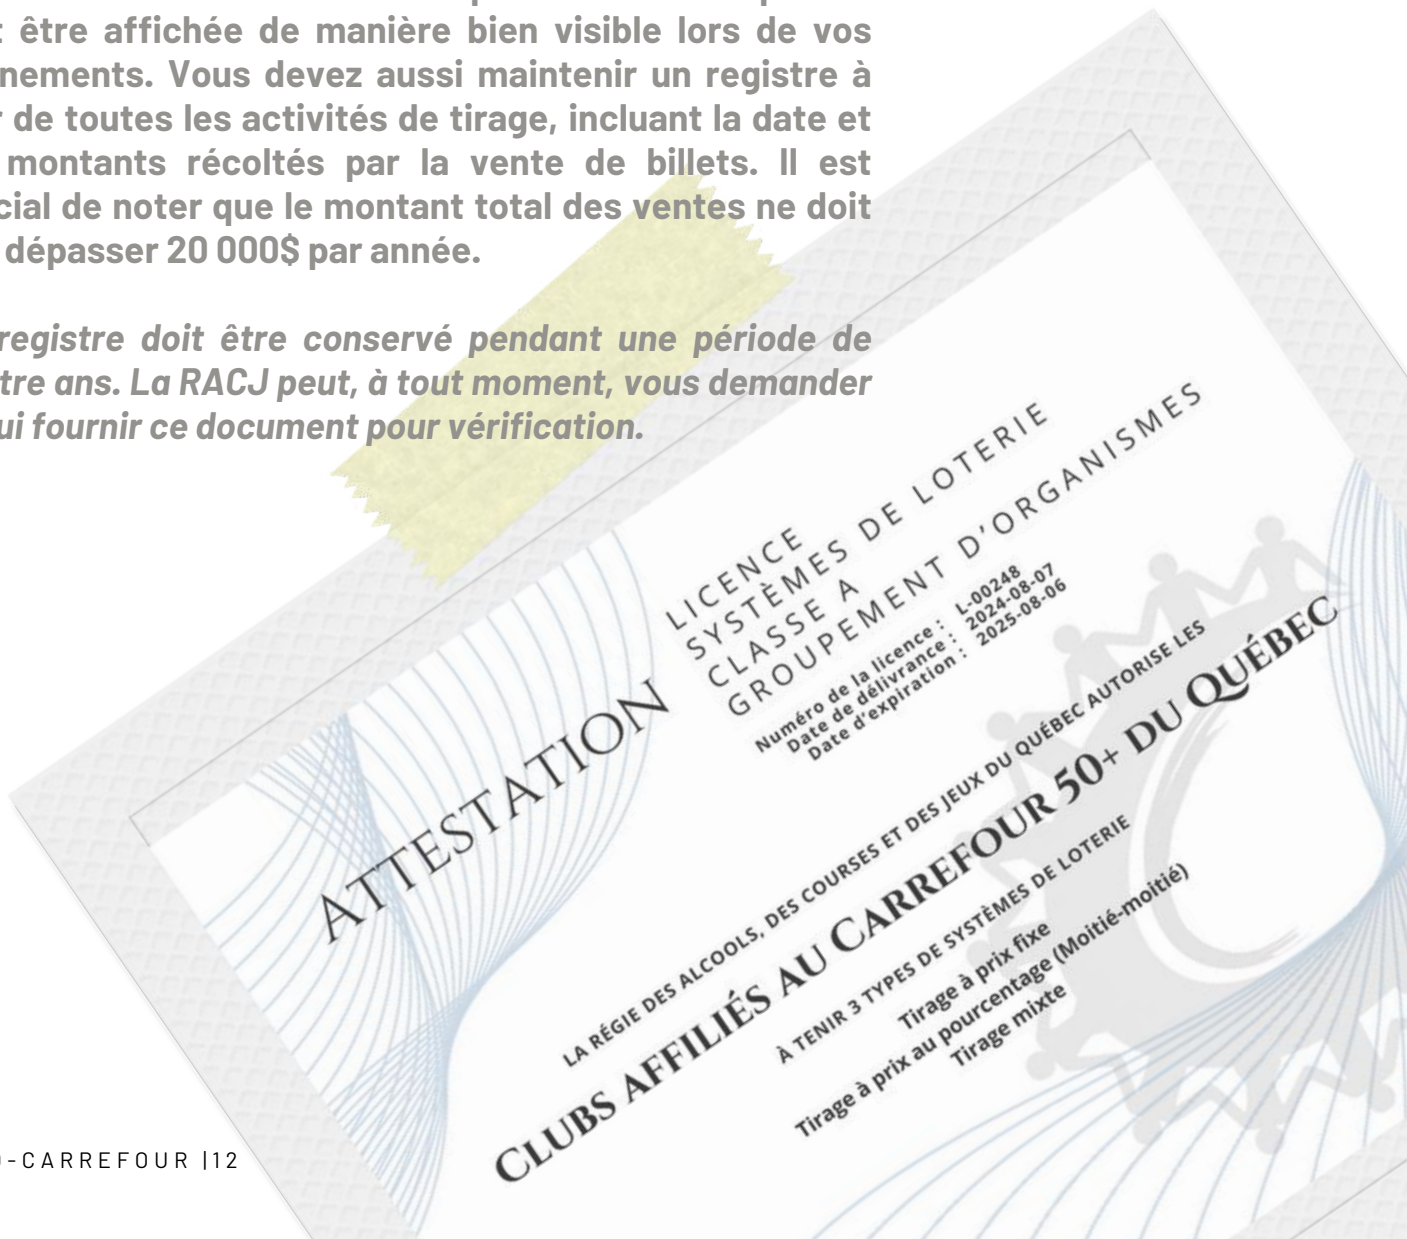 être affichée de manière bien visible lors de vos
nements. Vous devez aussi maintenir un registre à
de toutes les activités de tirage, incluant la date et
montants récoltés par la vente de billets. Il est
cial de noter que le montant total des ventes ne doit
dépasser 20 000$ par année.
registre doit être conservé pendant une période de
tre ans. La RACJ peut, à tout moment, vous demander
ui fournir ce document pour vérification.
ATTESTATION
LICENCE
SYSTÈMES DE LOTERIE
CLASSE A
GROUPEMENT D'ORGANISMES
Numéro de la licence : L-00248
Date de délivrance : 2024-08-07
Date d'expiration : 2025-08-06
LA RÉGIE DES ALCOOLS, DES COURSES ET DES JEUX DU QUÉBEC AUTORISE LES
CLUBS AFFILIÉS AU CARREFOUR 50+ DU QUÉBEC
À TENIR 3 TYPES DE SYSTÈMES DE LOTERIE
Tirage à prix fixe
Tirage à prix au pourcentage (Moitié-moitié)
Tirage mixte
-CARREFOUR |12